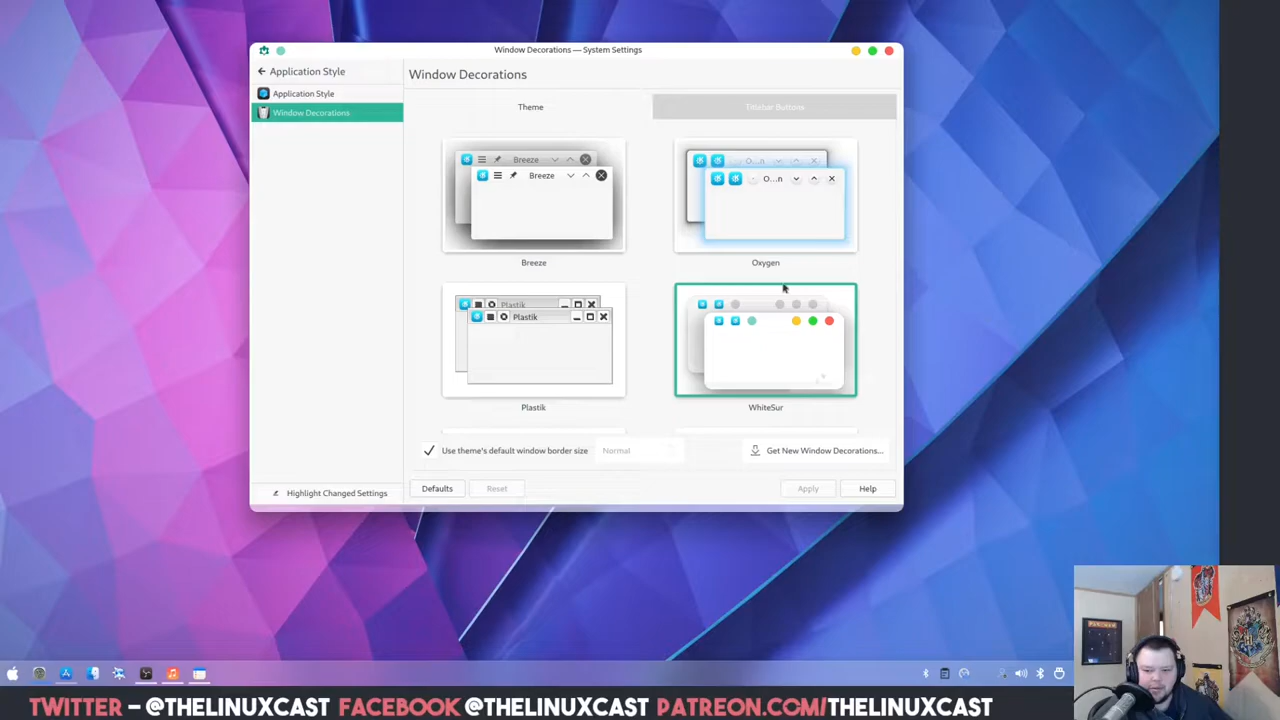 Window Decorations — System Settings
Application Style
Window Decorations
Application Style
Window Decorations
Theme
Titlebar Buttons
Breeze
Breeze
O...n
O...n
Breeze
Oxygen
Plastik
Plastik
Plastik
WhiteSur
Use theme's default window border size
Normal
Get New Window Decorations...
Highlight Changed Settings
Defaults
Reset
Apply
Help
TWITTER – @THELINUXCAST FACEBOOK @THELINUXCAST PATREON.COM/THELINUXCAST